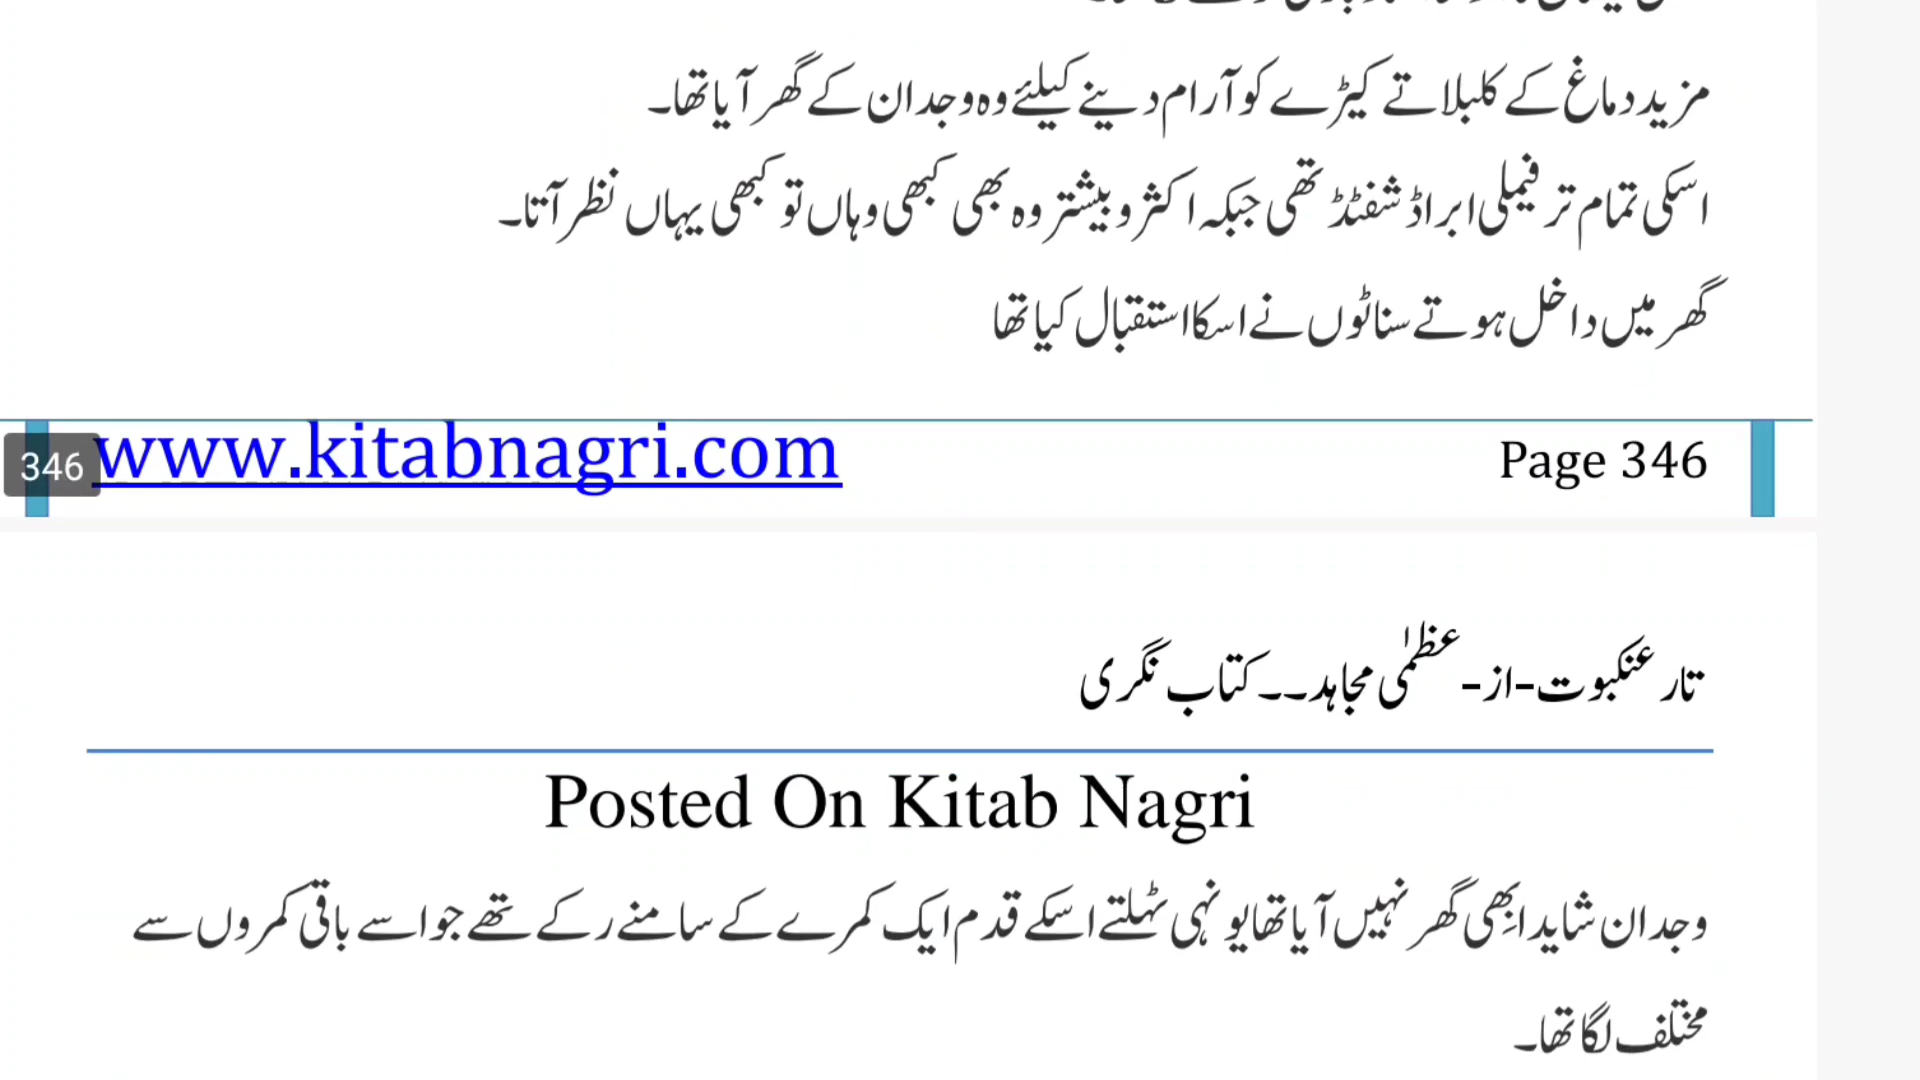 مزید دماغ کے کلبلاتے کیڑے کو آرام دینے کیلئے وہ وجدان کے گھر آیا تھا۔
اسکی تمام تر فیملی ابراڈ شفٹڈ تھی جبکہ اکثر و بیشتر وہ بھی کبھی وہاں تو کبھی یہاں نظر آتا۔
گھر میں داخل ہوتے سناٹوں نے اسکا استقبال کیا تھا
346
www.kitabnagri.com
Page 346
تار عنکبوت-از- عظمٰی مجاہد۔۔ کتاب نگری
Posted On Kitab Nagri
وجدان شاید ابھی گھر نہیں آیا تھا یو نہی ٹہلتے اسکے قدم ایک کمرے کے سامنے رکے تھے جو اسے باقی کمروں سے
مختلف لگا تھا۔